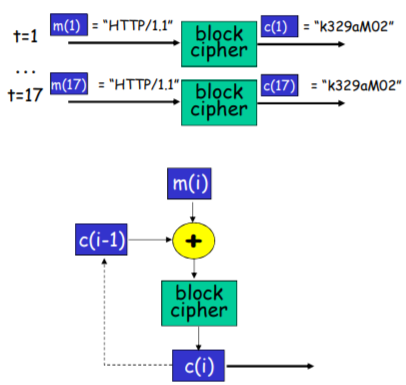 t=1 m(1) = "HTTP/1.1" block cipher c(1) = "k329aM02"
...
t=17 m(17) = "HTTP/1.1" block cipher c(17) = "k329aM02"
m(i)
c(i-1) +
block
cipher
c(i)